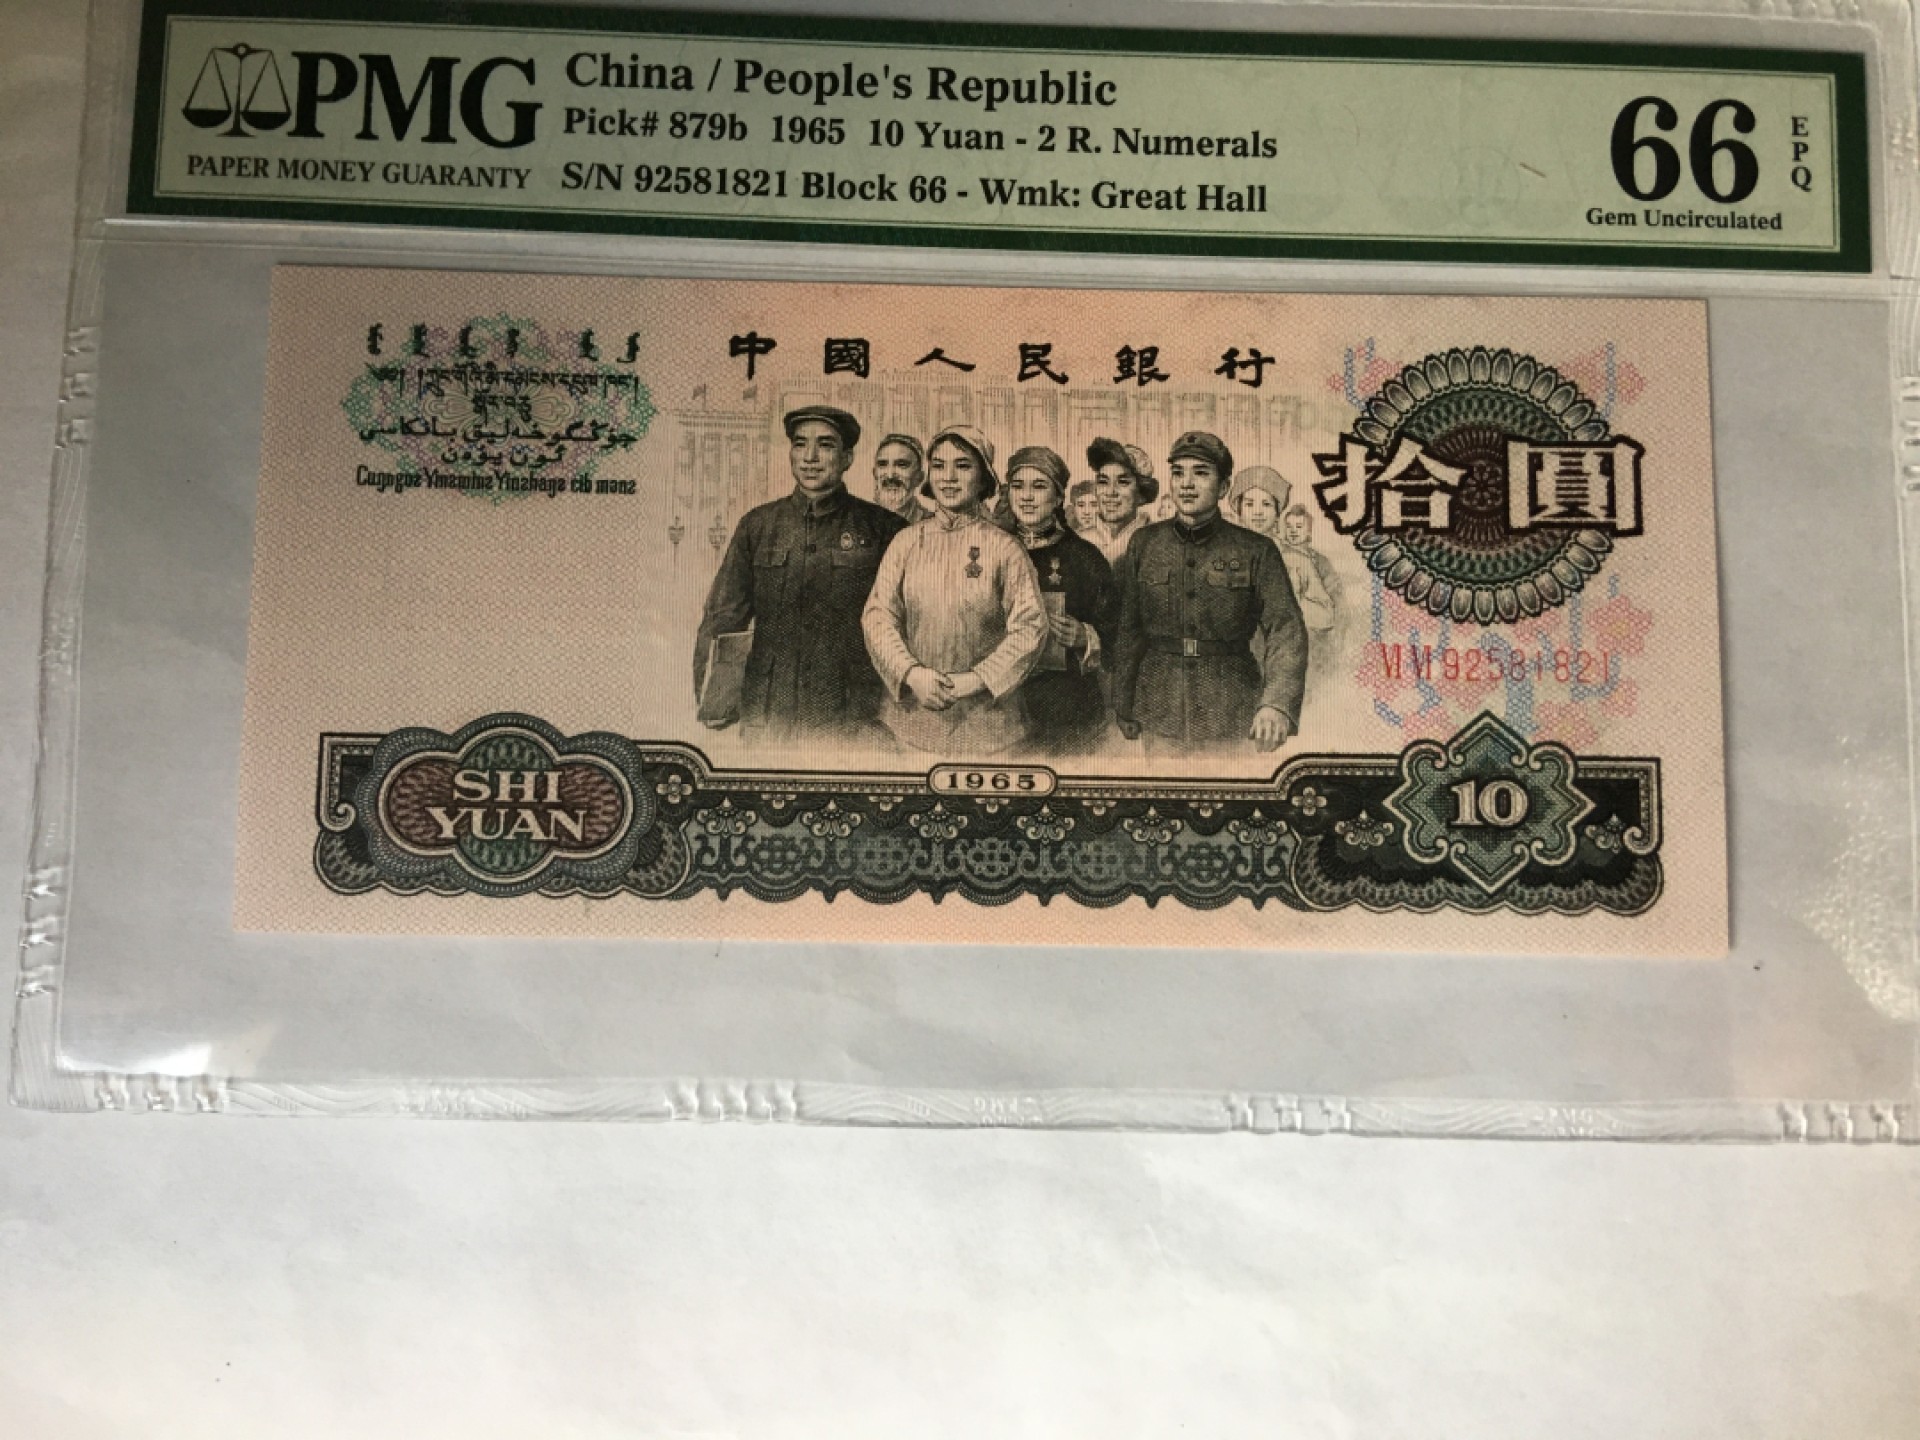 PMG
PAPER MONEY GUARANTY
China / People's Republic
Pick# 879b 1965 10 Yuan - 2 R. Numerals
S/N 92581821 Block 66 - Wmk: Great Hall
66
EPQ
Gem Uncirculated
中國人民銀行
拾圓
ⅥⅥ92581821
SHI
YUAN
1965
10